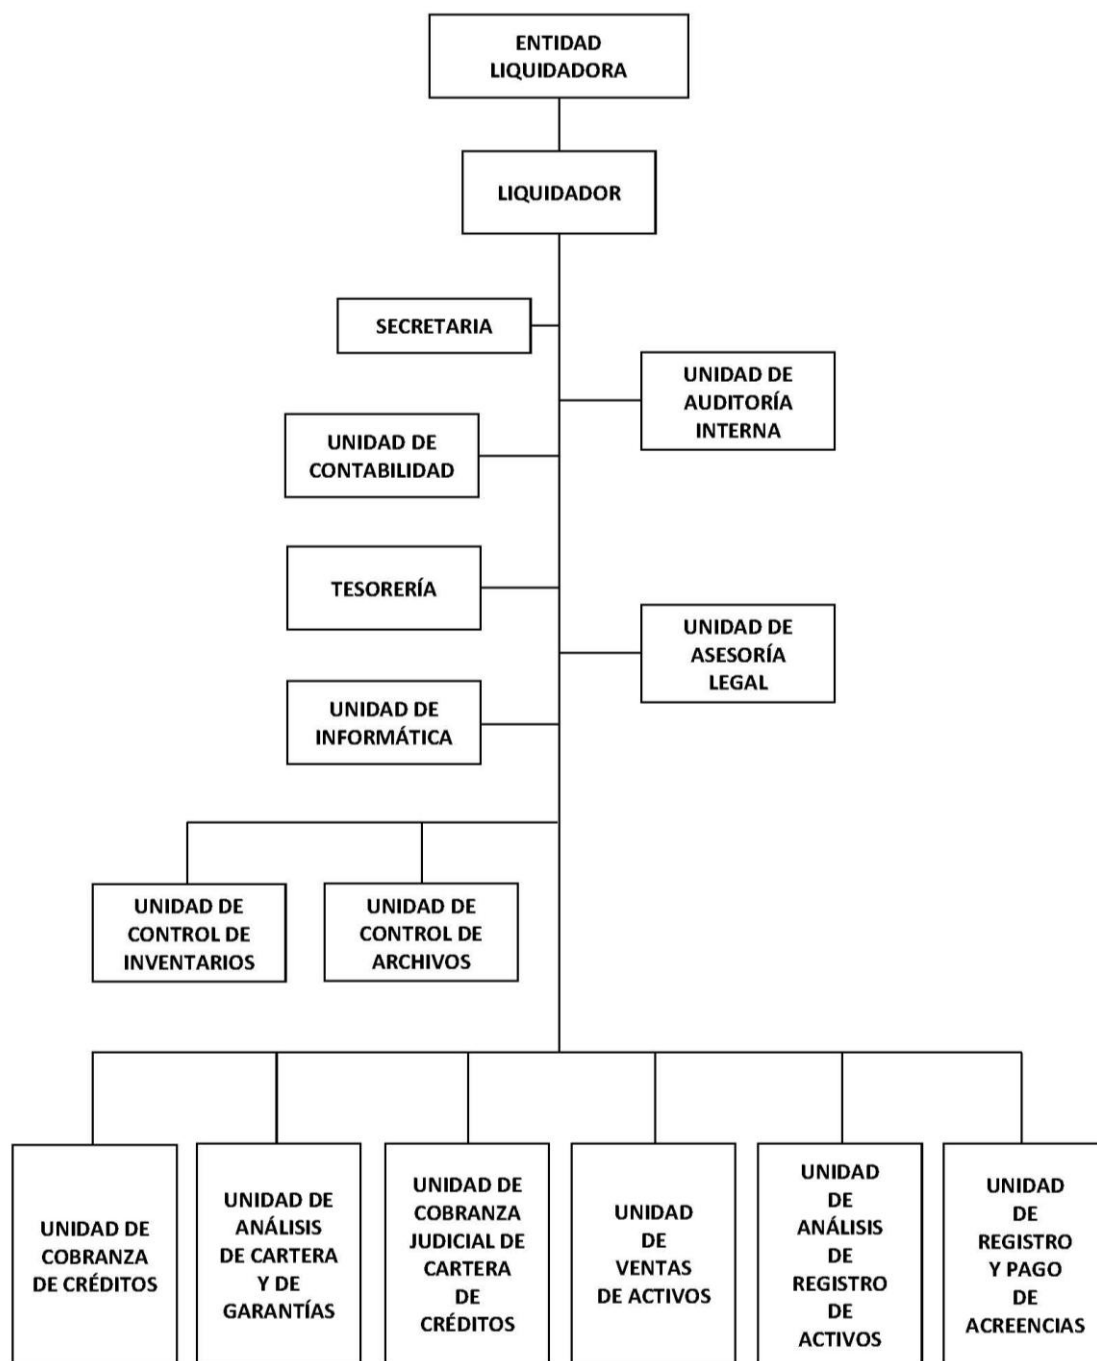 ENTIDAD
LIQUIDADORA
LIQUIDADOR
SECRETARIA
UNIDAD DE
AUDITORÍA
INTERNA
UNIDAD DE
CONTABILIDAD
TESORERÍA
UNIDAD DE
ASESORÍA
LEGAL
UNIDAD DE
INFORMÁTICA
UNIDAD DE
CONTROL DE
INVENTARIOS
UNIDAD DE
CONTROL DE
ARCHIVOS
UNIDAD DE
COBRANZA
DE CRÉDITOS
UNIDAD DE
ANÁLISIS
DE CARTERA
Y DE
GARANTÍAS
UNIDAD DE
COBRANZA
JUDICIAL DE
CARTERA
DE
CRÉDITOS
UNIDAD
DE
VENTAS
DE ACTIVOS
UNIDAD
DE
ANÁLISIS
DE
REGISTRO
DE
ACTIVOS
UNIDAD
DE
REGISTRO
Y PAGO
DE
ACREENCIAS